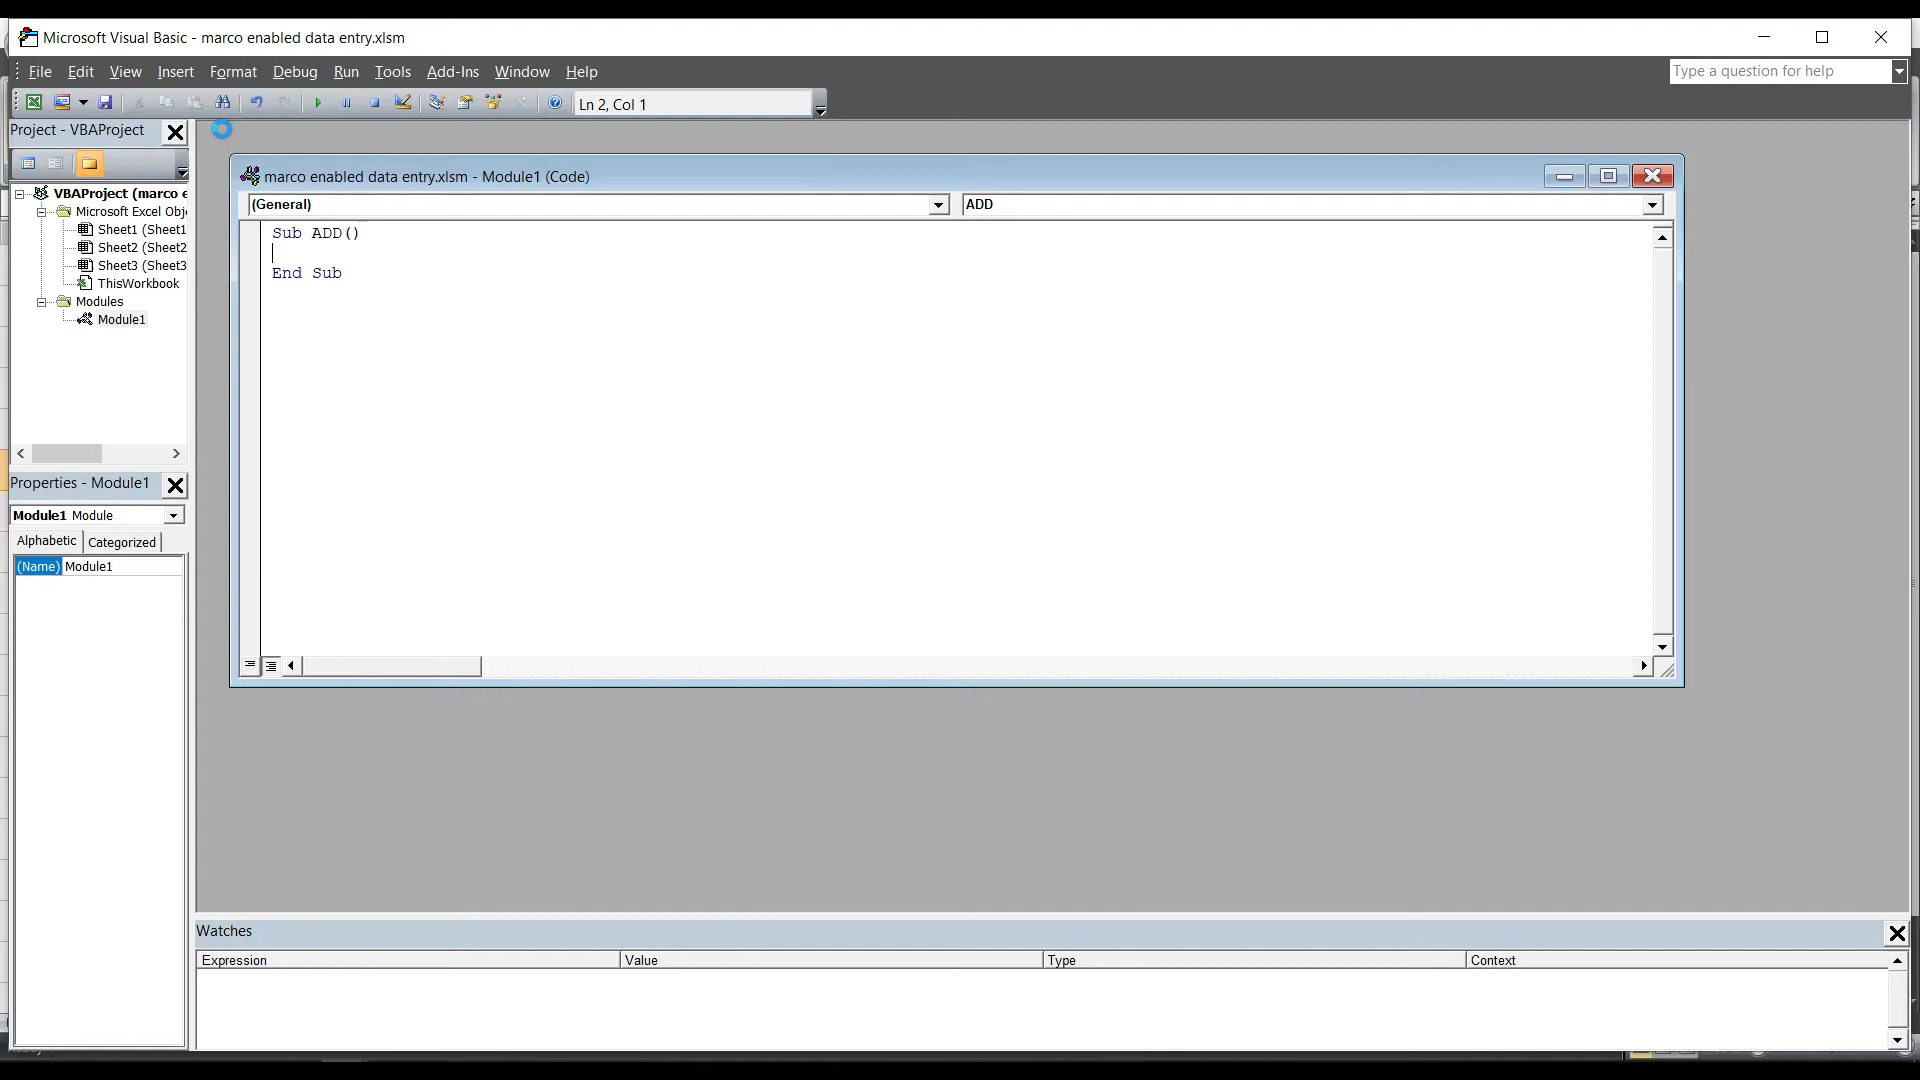 Microsoft Visual Basic - marco enabled data entry.xlsm
File Edit View Insert Format Debug Run Tools Add-Ins Window Help
Type a question for help
Ln 2, Col 1
Project - VBAProject
VBAProject (marco e
Microsoft Excel Obj
Sheet1 (Sheet1
Sheet2 (Sheet2
Sheet3 (Sheet3
ThisWorkbook
Modules
Module1
Properties - Module1
Module1 Module
Alphabetic Categorized
(Name) Module1
marco enabled data entry.xlsm - Module1 (Code)
(General) ADD
Sub ADD()
End Sub
Watches
Expression Value Type Context